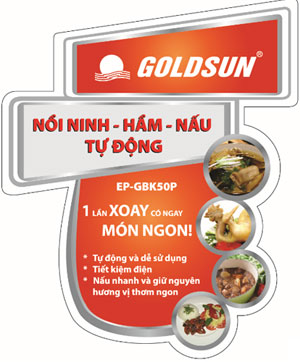 GOLDSUN®
NỒI NINH - HẦM - NẤU
TỰ ĐỘNG
EP-GBK50P
1 LẦN XOAY CÓ NGAY
MÓN NGON!
* Tự động và dễ sử dụng
* Tiết kiệm điện
* Nấu nhanh và giữ nguyên
hương vị thơm ngon